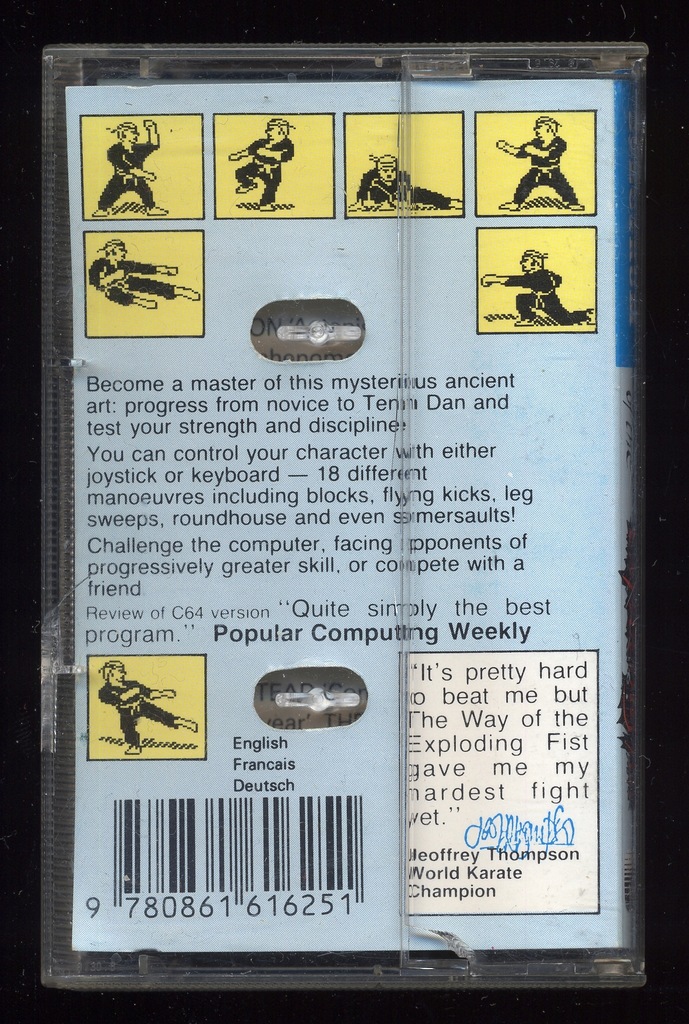 Become a master of this mysterious ancient
art: progress from novice to Tenth Dan and
test your strength and discipline!
You can control your character with either
joystick or keyboard — 18 different
manoeuvres including blocks, flying kicks, leg
sweeps, roundhouse and even somersaults!
Challenge the computer, facing opponents of
progressively greater skill, or compete with a
friend
Review of C64 version "Quite simply the best
program." Popular Computing Weekly
"It's pretty hard
to beat me but
The Way of the
Exploding Fist
gave me my
hardest fight
yet."
Geoffrey Thompson
World Karate
Champion
English
Francais
Deutsch
9 780861 616251